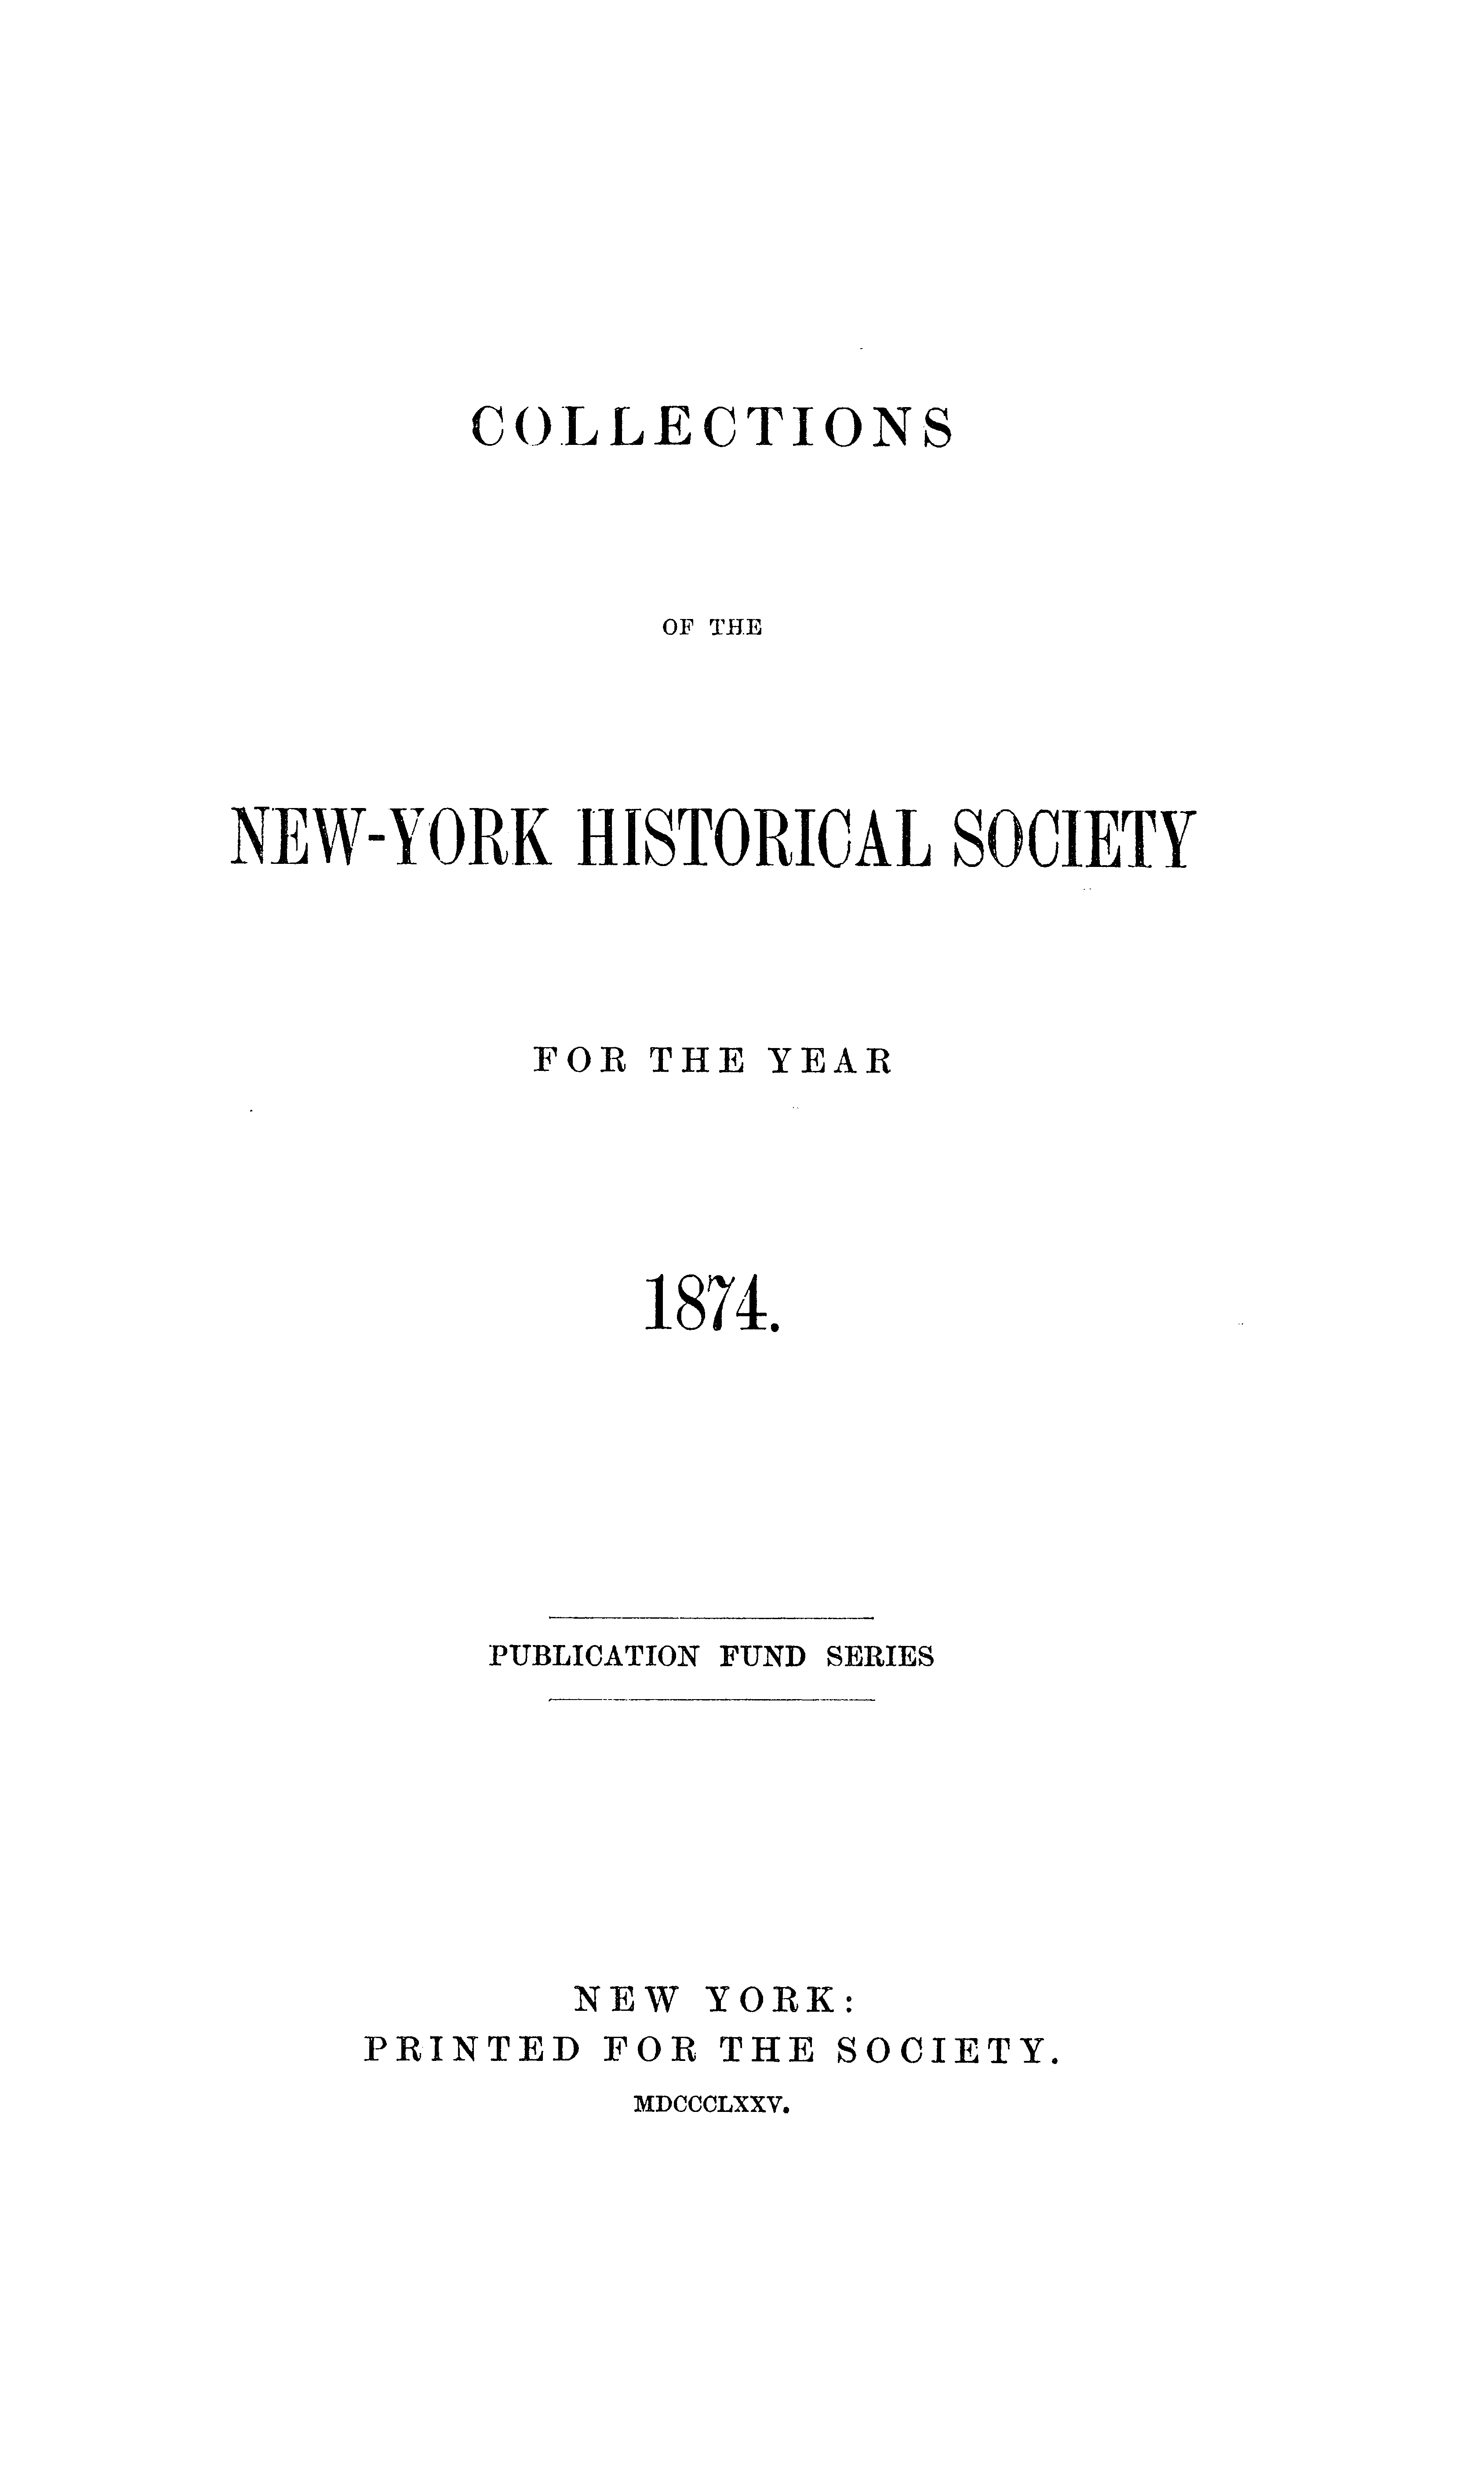 COLLECTIONS
OF THE
NEW-YORK HISTORICAL SOCIETY
FOR THE YEAR
1874.
PUBLICATION FUND SERIES
NEW YORK:
PRINTED FOR THE SOCIETY.
MDCCCLXXV.